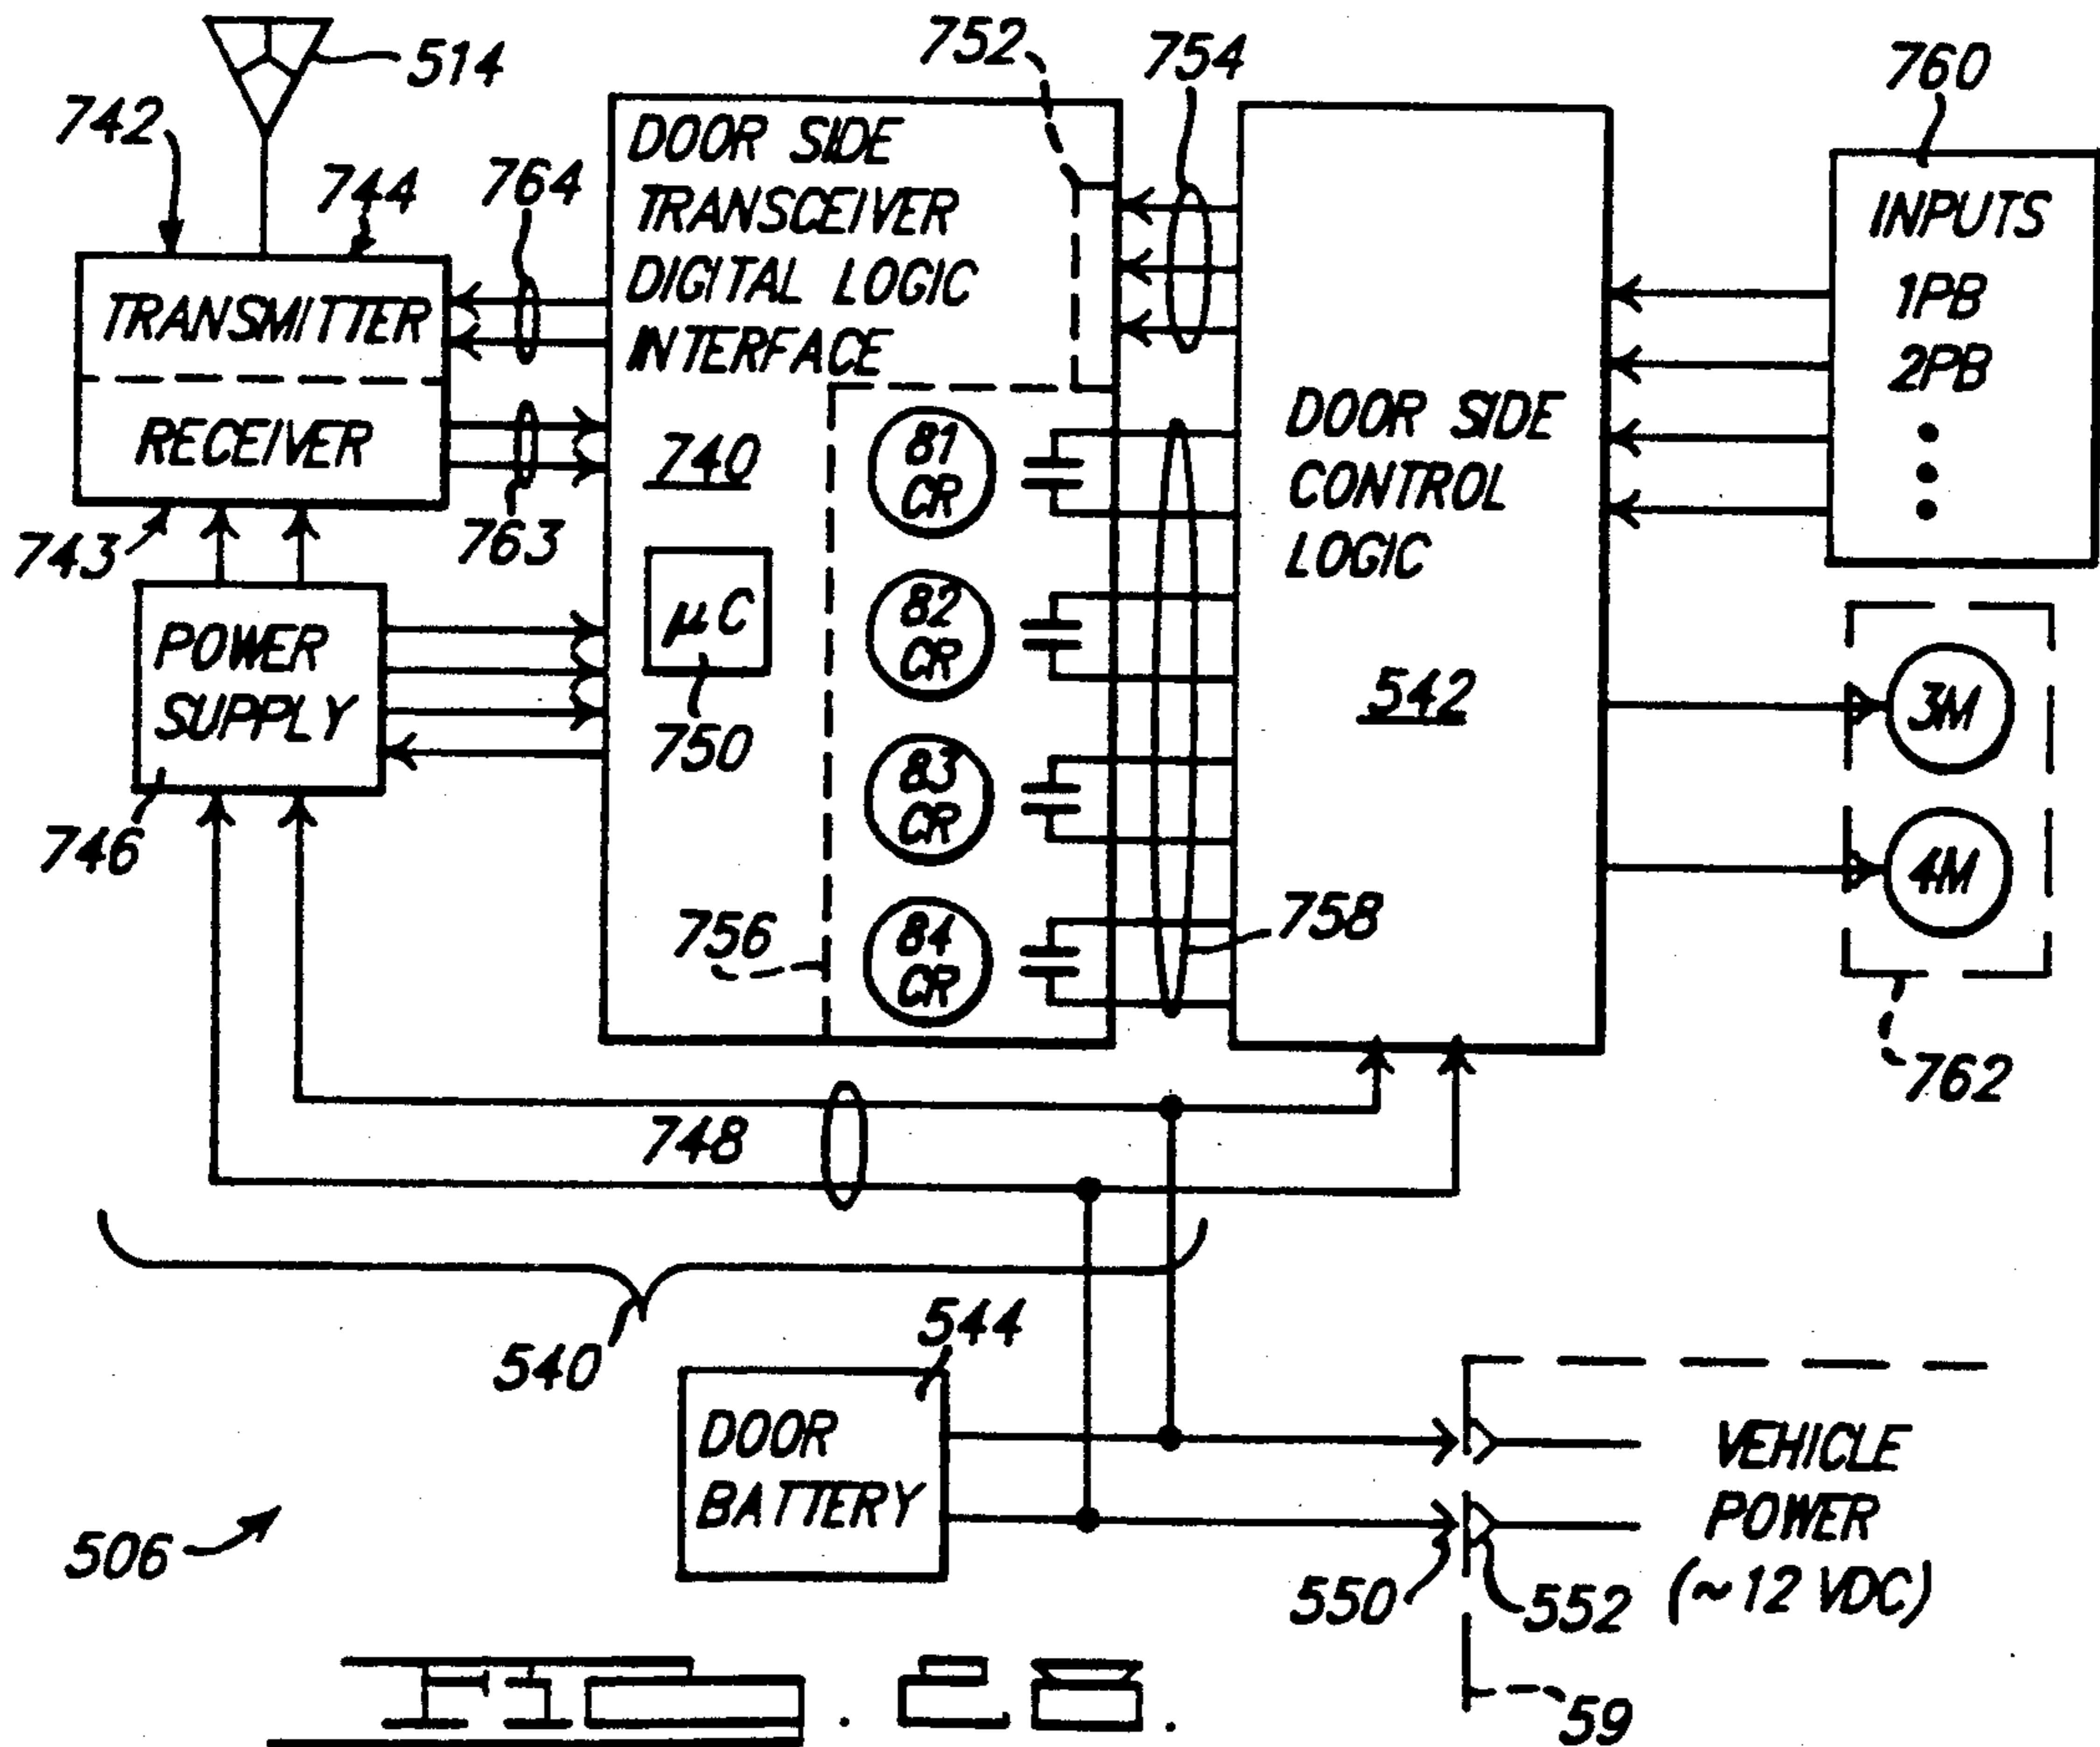 514
752
754
760
742
744
764
DOOR SIDE
TRANSCEIVER
DIGITAL LOGIC
INTERFACE
INPUTS
1PB
2PB
TRANSMITTER
RECEIVER
740
81
CR
DOOR SIDE
CONTROL
LOGIC
743
763
POWER
SUPPLY
µC
750
82
CR
542
3M
746
83
CR
4M
756
84
CR
758
762
748
540
544
DOOR
BATTERY
VEHICLE
POWER
(~12 VDC)
506
550
552
59
FIG. 28.